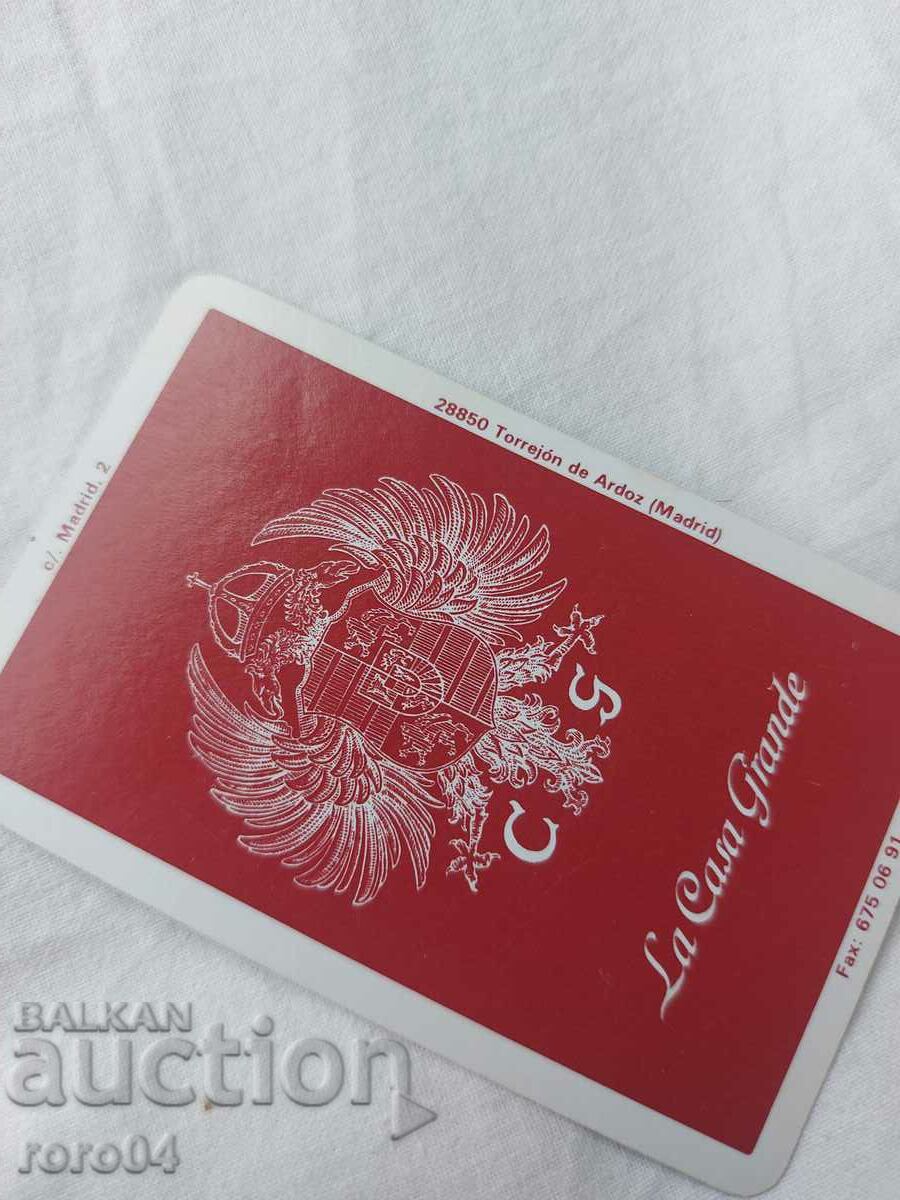 c/. Madrid, 2
28850 Torrejón de Ardoz (Madrid)
C G
La Casa Grande
Fax: 675 06 91
BALKAN
auction
roro04